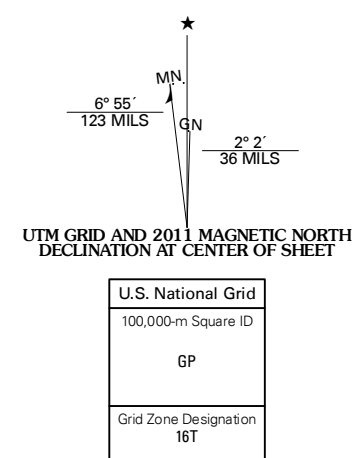 ★
MN.
GN
6° 55´
123 MILS
2° 2´
36 MILS
UTM GRID AND 2011 MAGNETIC NORTH
DECLINATION AT CENTER OF SHEET
U.S. National Grid
100,000-m Square ID
GP
Grid Zone Designation
16T